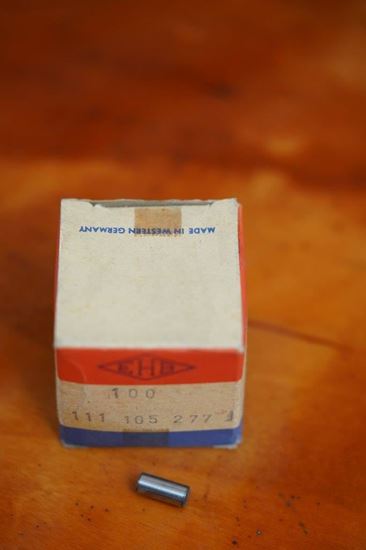 MADE IN WESTERN GERMANY
EHB
100
111 105 277